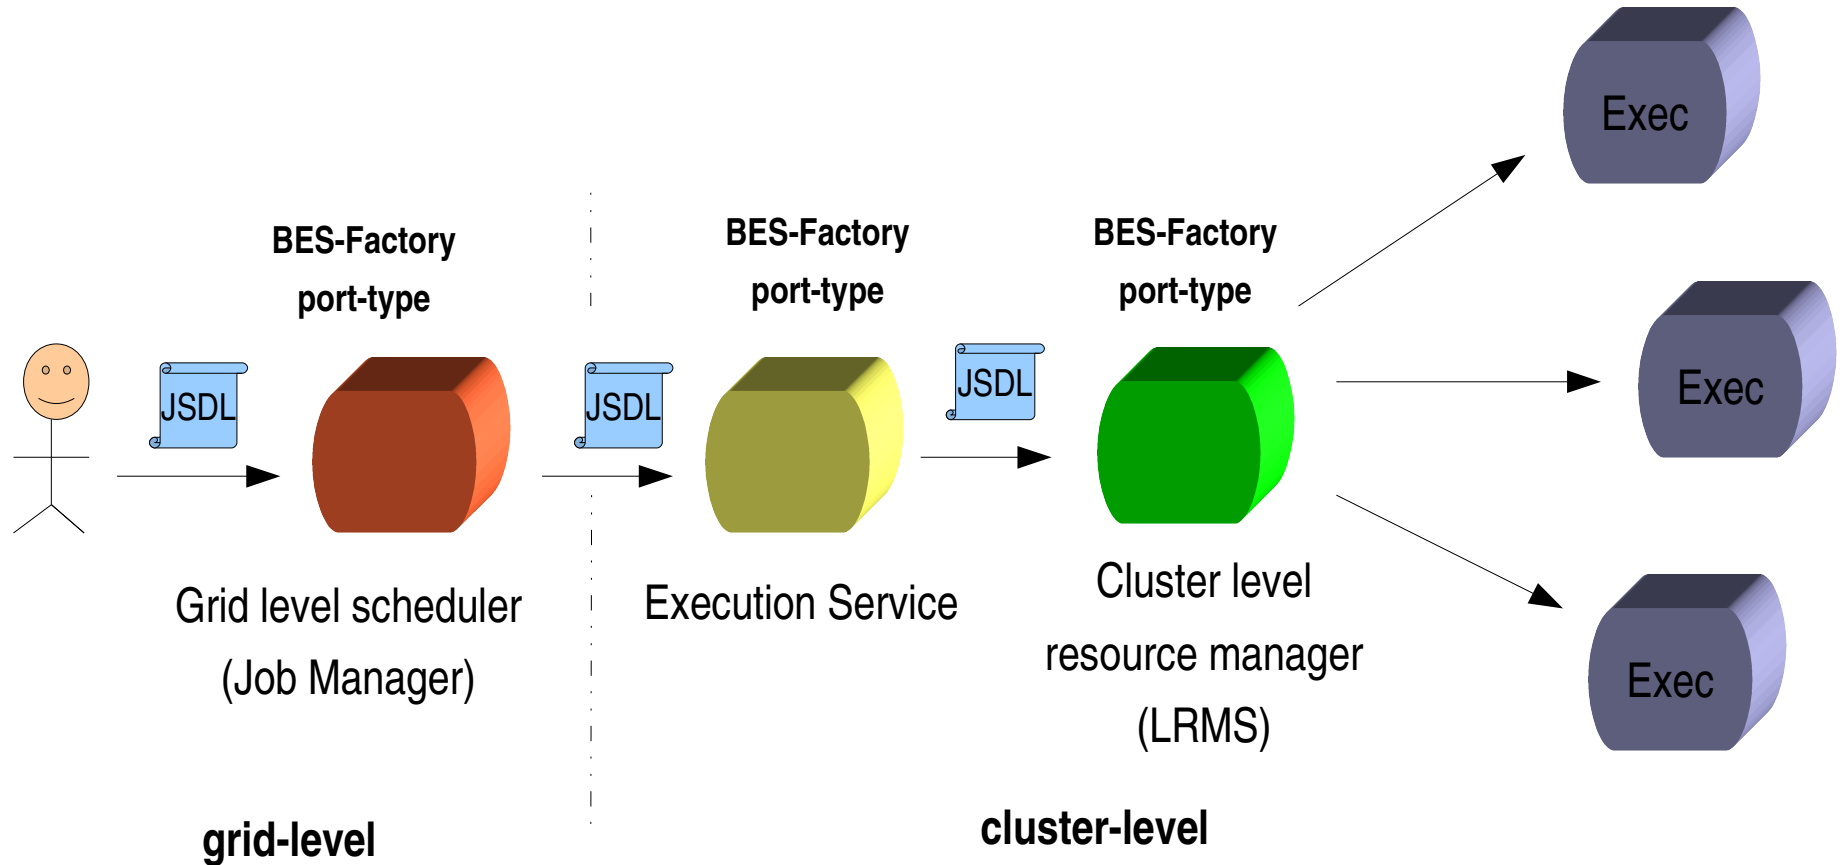 Exec
BES-Factory
port-type
BES-Factory
port-type
BES-Factory
port-type
JSDL
JSDL
JSDL
Exec
Grid level scheduler
(Job Manager)
Execution Service
Cluster level
resource manager
(LRMS)
Exec
grid-level
cluster-level